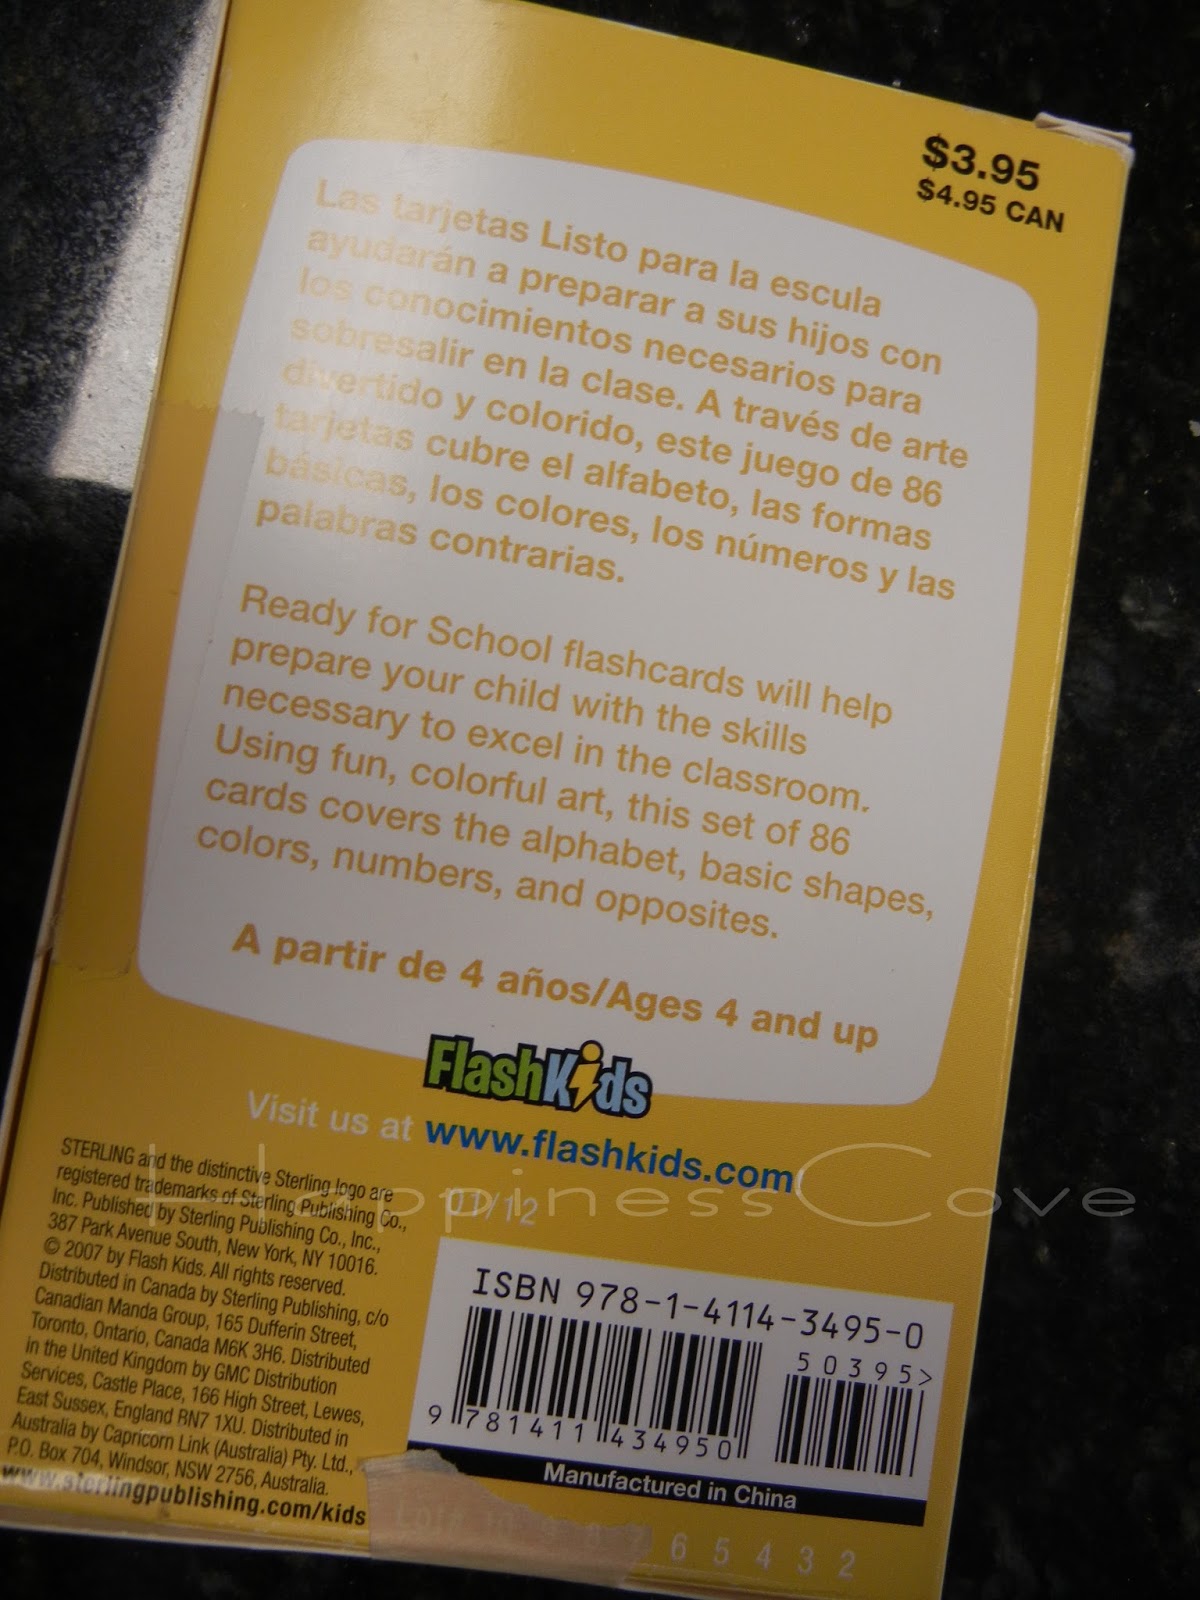 $3.95
$4.95 CAN
Las tarjetas Listo para la escula
ayudarán a preparar a sus hijos con
los conocimientos necesarios para
sobresalir en la clase. A través de arte
divertido y colorido, este juego de 86
tarjetas cubre el alfabeto, las formas
básicas, los colores, los números y las
palabras contrarias.
Ready for School flashcards will help
prepare your child with the skills
necessary to excel in the classroom.
Using fun, colorful art, this set of 86
cards covers the alphabet, basic shapes,
colors, numbers, and opposites.
A partir de 4 años/Ages 4 and up
FlashKids
Visit us at www.flashkids.com
HappinessCove
01/12
STERLING and the distinctive Sterling logo are
registered trademarks of Sterling Publishing Co.,
Inc. Published by Sterling Publishing Co., Inc.,
387 Park Avenue South, New York, NY 10016.
© 2007 by Flash Kids. All rights reserved.
Distributed in Canada by Sterling Publishing, c/o
Canadian Manda Group, 165 Dufferin Street,
Toronto, Ontario, Canada M6K 3H6. Distributed
in the United Kingdom by GMC Distribution
Services, Castle Place, 166 High Street, Lewes,
East Sussex, England RN7 1XU. Distributed in
Australia by Capricorn Link (Australia) Pty. Ltd.,
P.O. Box 704, Windsor, NSW 2756, Australia.
www.sterlingpublishing.com/kids
ISBN 978-1-4114-3495-0
50395>
9 781411 434950
Manufactured in China
Lot# 10 9 8 7 6 5 4 3 2